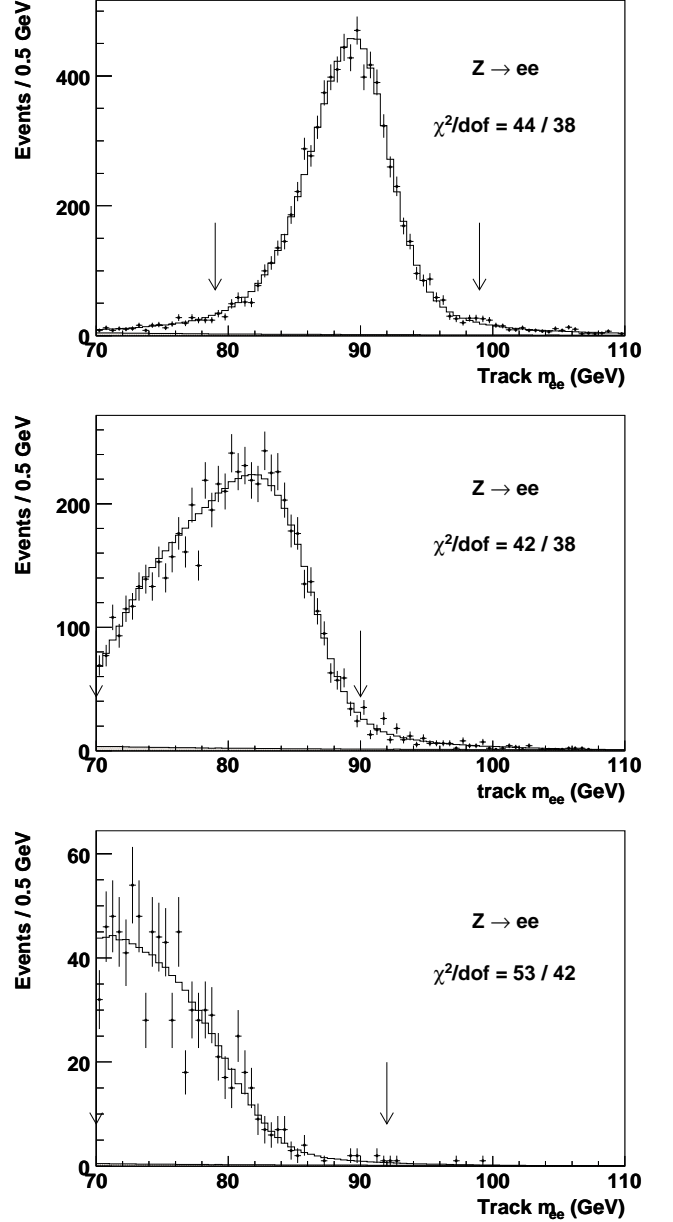 Events / 0.5 GeV
400
200
0
Z → ee
χ²/dof = 44 / 38
70 80 90 100 110
Track m_ee (GeV)
Events / 0.5 GeV
200
100
0
Z → ee
χ²/dof = 42 / 38
70 80 90 100 110
track m_ee (GeV)
Events / 0.5 GeV
60
40
20
0
Z → ee
χ²/dof = 53 / 42
70 80 90 100 110
Track m_ee (GeV)